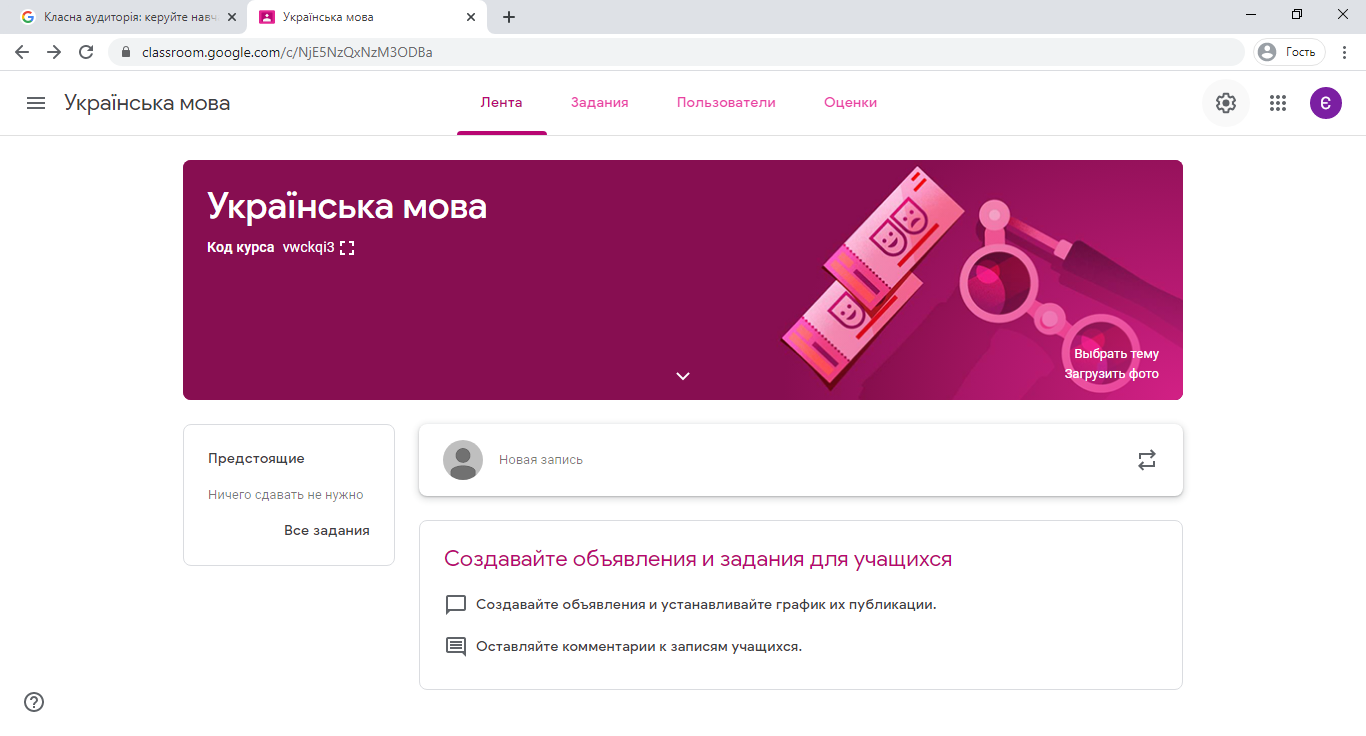 Класна аудиторія: керуйте навч
Українська мова
classroom.google.com/c/NjE5NzQxNzM3ODBa
Гость
Українська мова
Лента
Задания
Пользователи
Оценки
Є
Українська мова
Код курса vwckqi3
Выбрать тему
Загрузить фото
Предстоящие
Ничего сдавать не нужно
Все задания
Новая запись
Создавайте объявления и задания для учащихся
Создавайте объявления и устанавливайте график их публикации.
Оставляйте комментарии к записям учащихся.